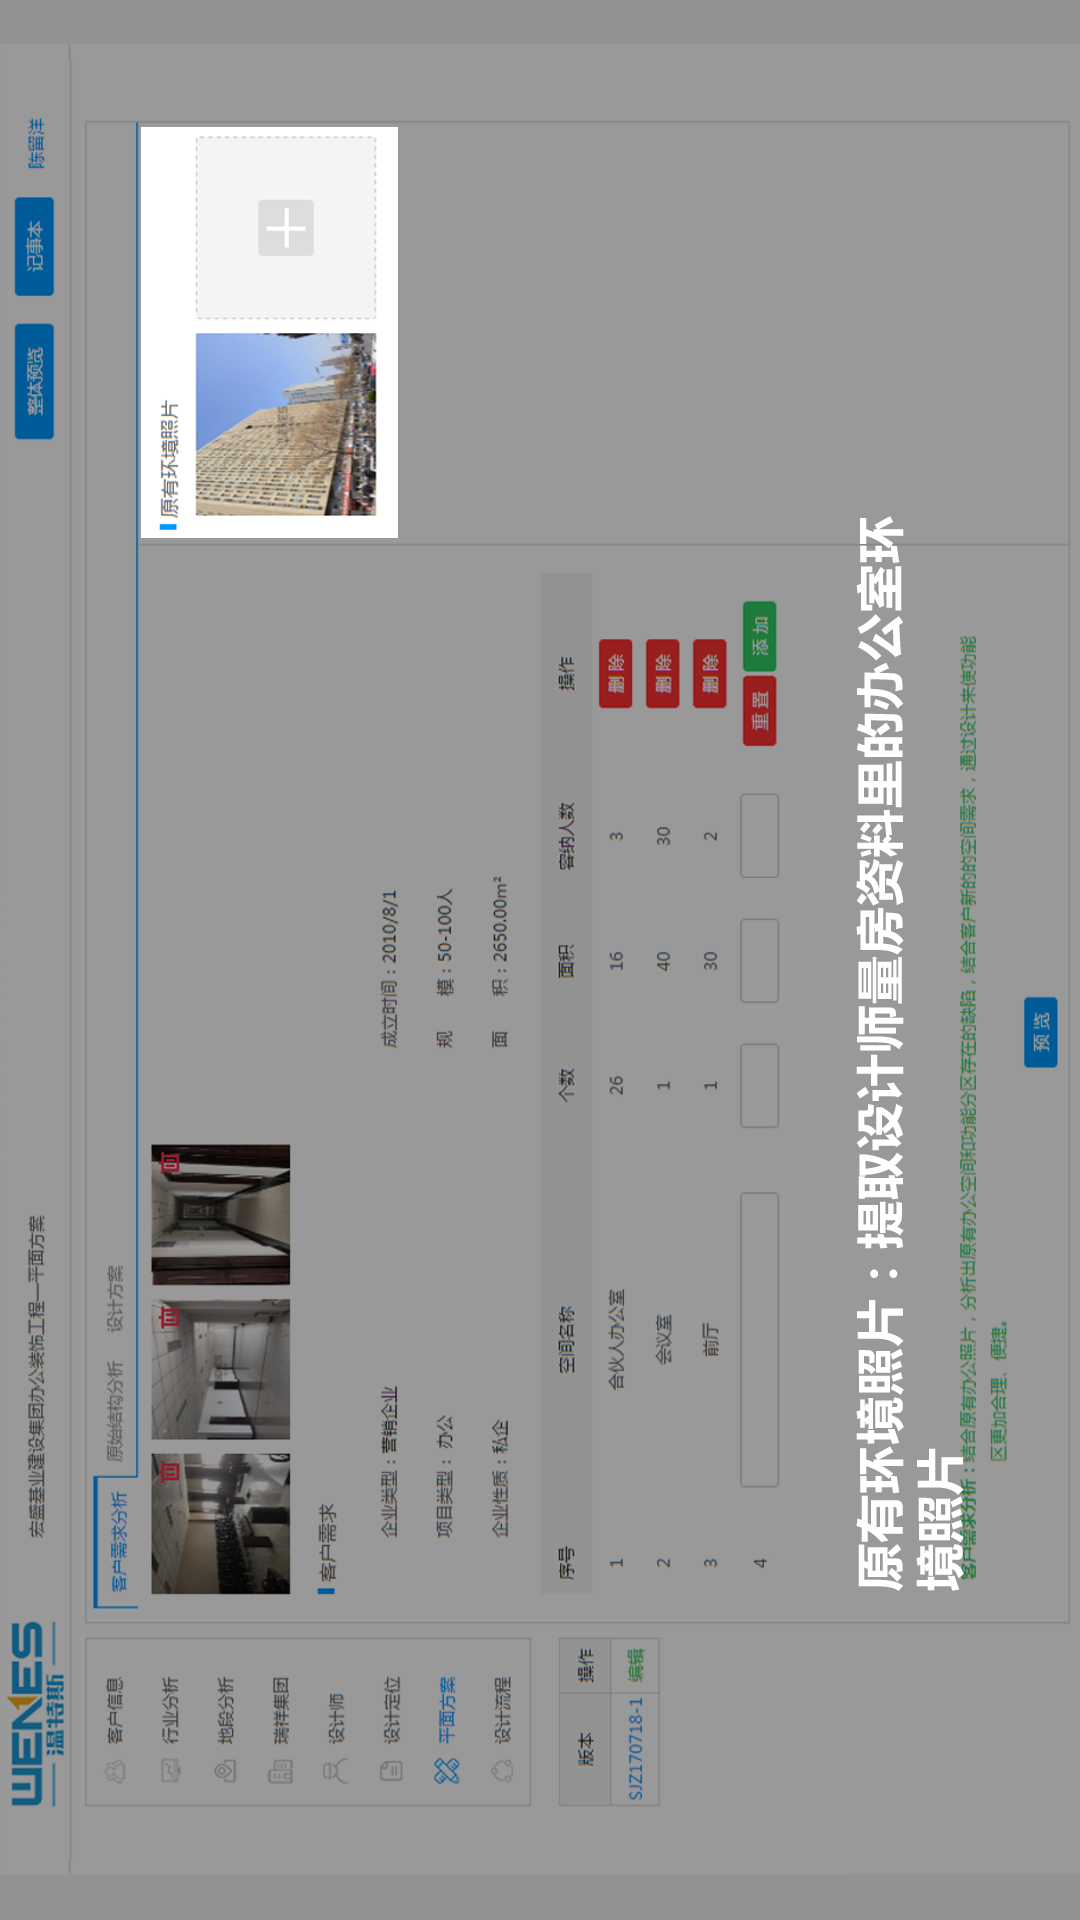 WENES
温特斯
宏盛基业建设集团办公装饰工程—平面方案
整体预览
记事本
陈留洋
客户信息
行业分析
地段分析
瑞祥集团
设计师
设计定位
平面方案
设计流程
版本 操作
SJZ170718-1 编辑
客户需求分析 原始结构分析 设计方案
客户需求
企业类型：营销企业 成立时间：2010/8/1
项目类型：办公 规 模：50-100人
企业性质：私企 面 积：2650.00m²
序号 空间名称 个数 面积 容纳人数 操作
1 合伙人办公室 26 16 3 删 除
2 会议室 1 40 30 删 除
3 前厅 1 30 2 删 除
4 重 置 添 加
原有环境照片
原有环境照片：提取设计师量房资料里的办公室环
境照片
客户需求分析：结合原有办公照片，分析出原有办公空间和功能分区存在的缺陷，结合客户新的的空间需求，通过设计来使功能
区更加合理、便捷。
预 览